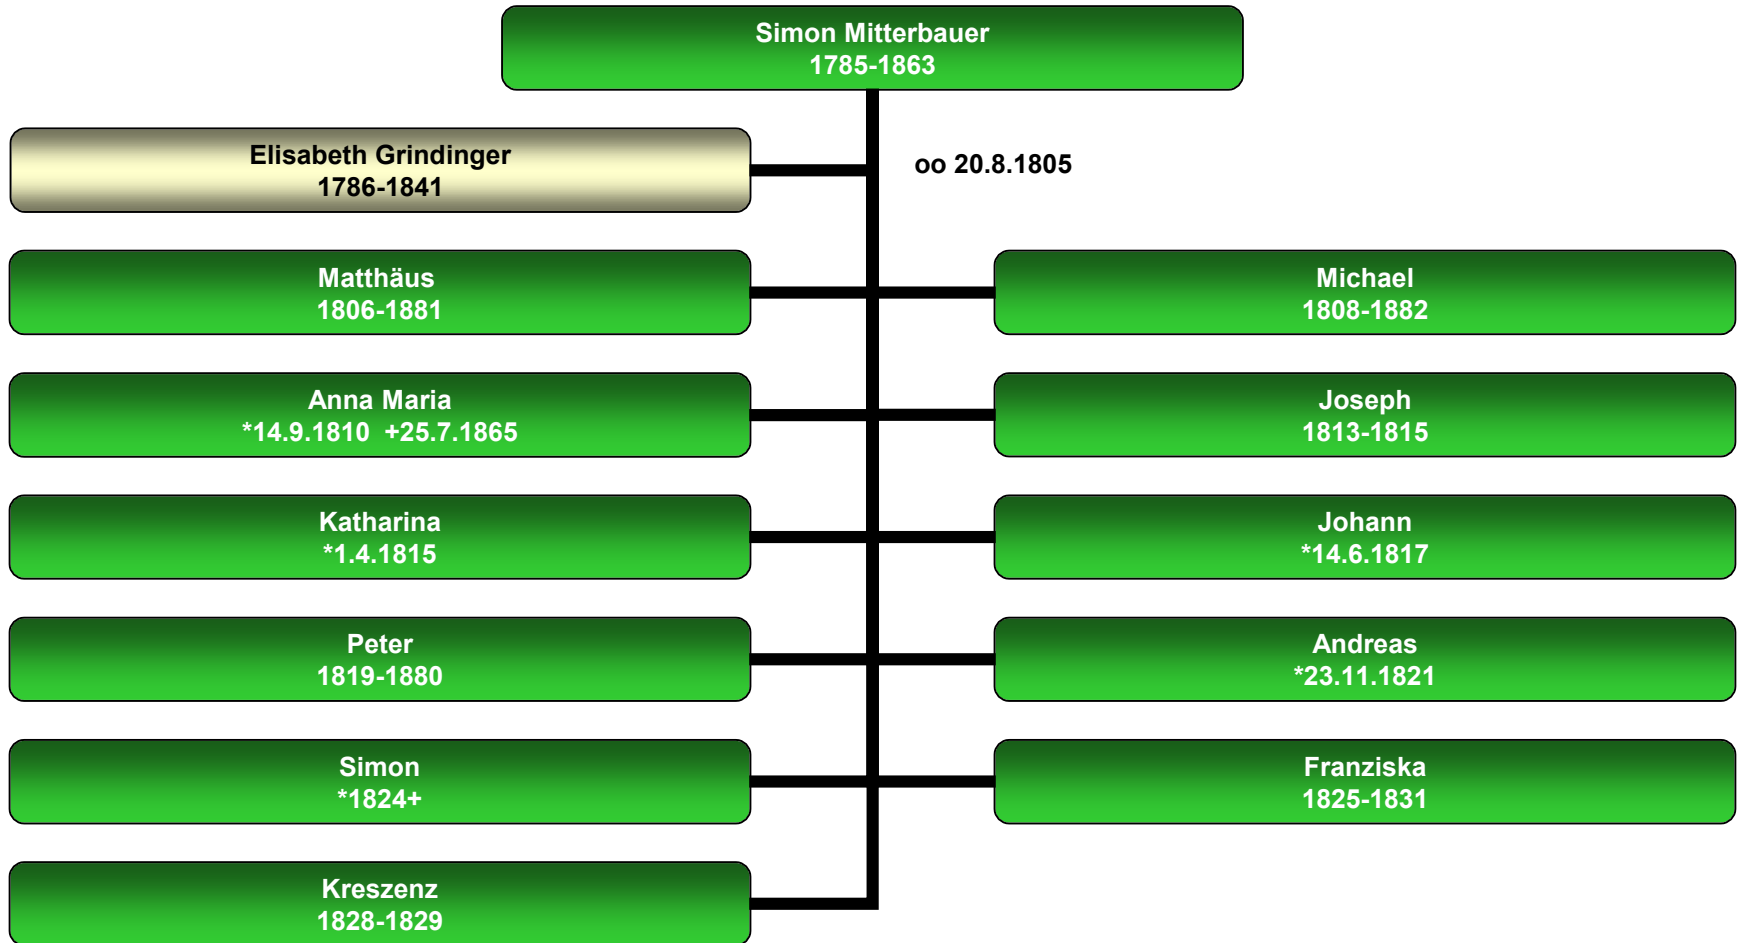 Simon Mitterbauer
1785-1863
Elisabeth Grindinger
1786-1841
oo 20.8.1805
Matthäus
1806-1881
Michael
1808-1882
Anna Maria
*14.9.1810  +25.7.1865
Joseph
1813-1815
Katharina
*1.4.1815
Johann
*14.6.1817
Peter
1819-1880
Andreas
*23.11.1821
Simon
*1824+
Franziska
1825-1831
Kreszenz
1828-1829